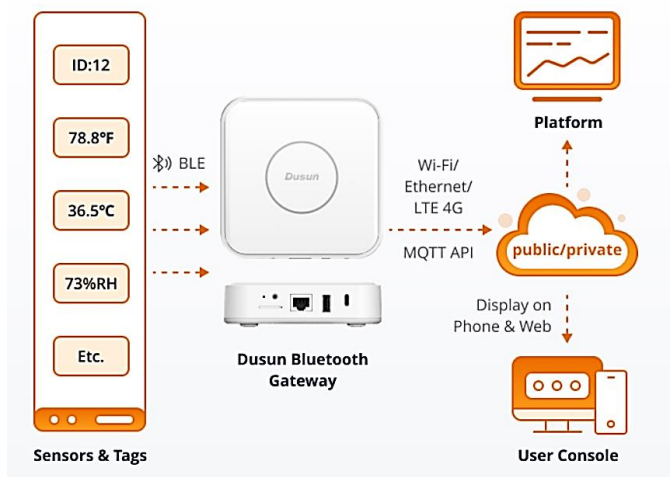 ID:12
78.8°F
36.5°C
73%RH
Etc.
Sensors & Tags
BLE
Dusun
Dusun Bluetooth
Gateway
Wi-Fi/
Ethernet/
LTE 4G
MQTT API
Platform
public/private
Display on
Phone & Web
User Console